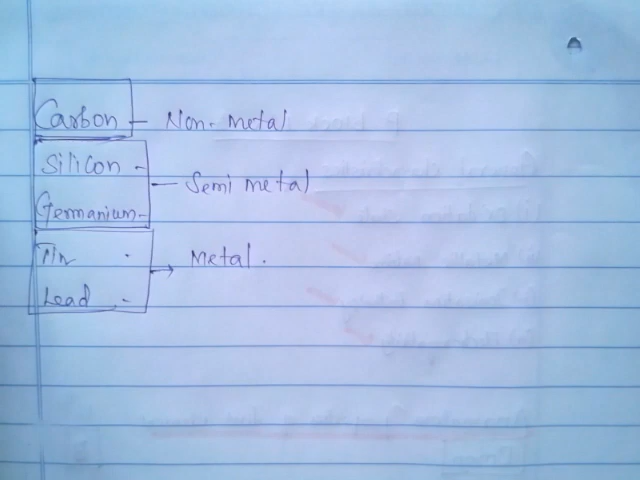 Carbon - Non-metal
Silicon -
- Semi metal
Germanium-
Tin . → Metal.
Lead -